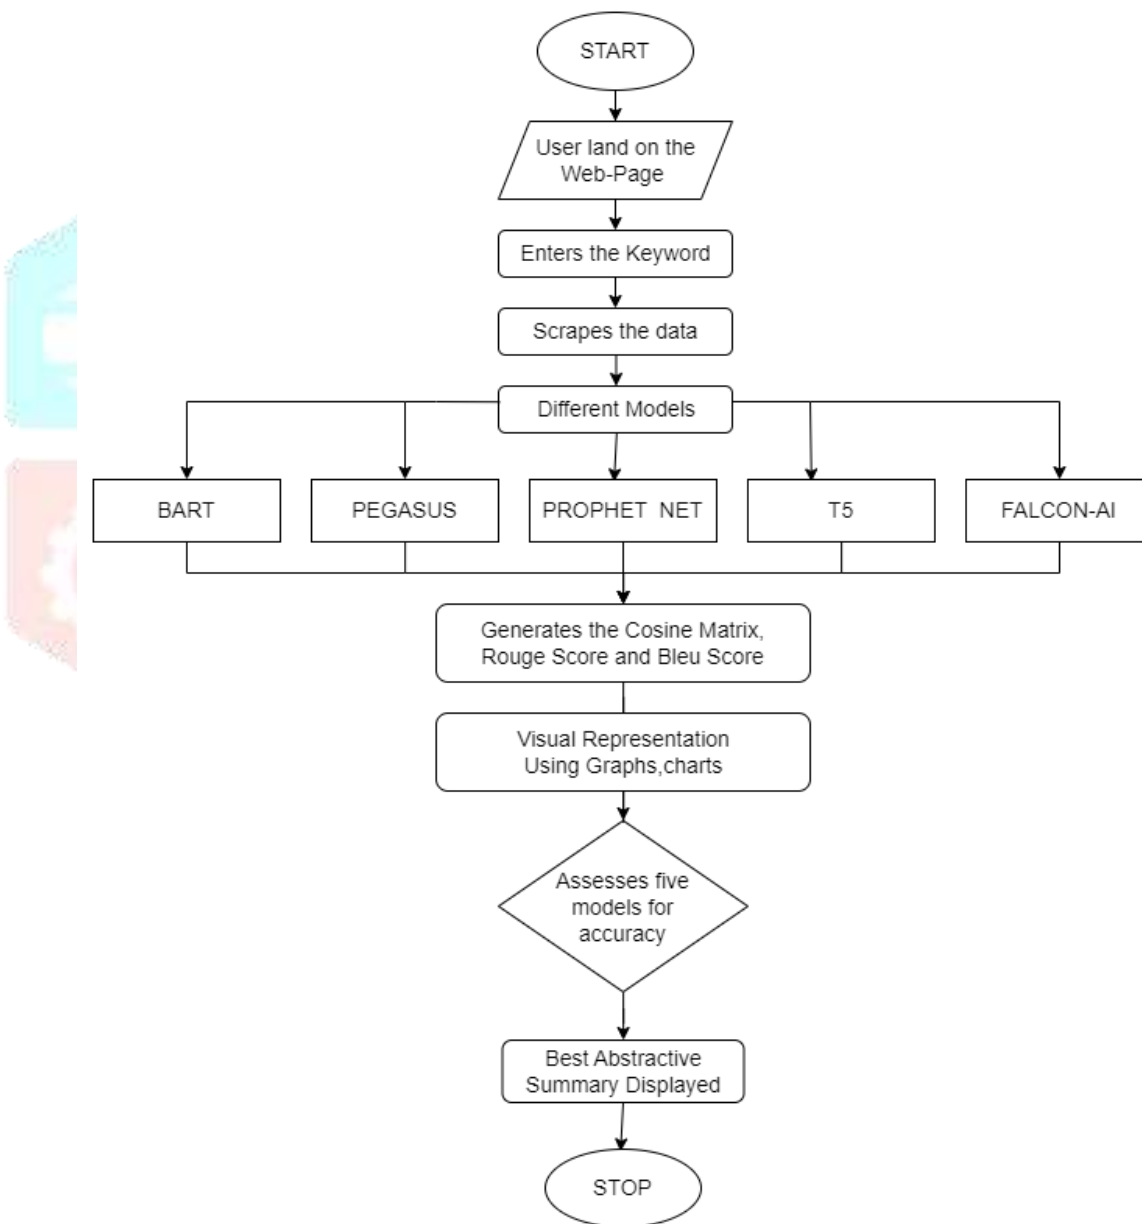 START
User land on the
Web-Page
Enters the Keyword
Scrapes the data
Different Models
BART
PEGASUS
PROPHET NET
T5
FALCON-AI
Generates the Cosine Matrix,
Rouge Score and Bleu Score
Visual Representation
Using Graphs,charts
Assesses five
models for
accuracy
Best Abstractive
Summary Displayed
STOP